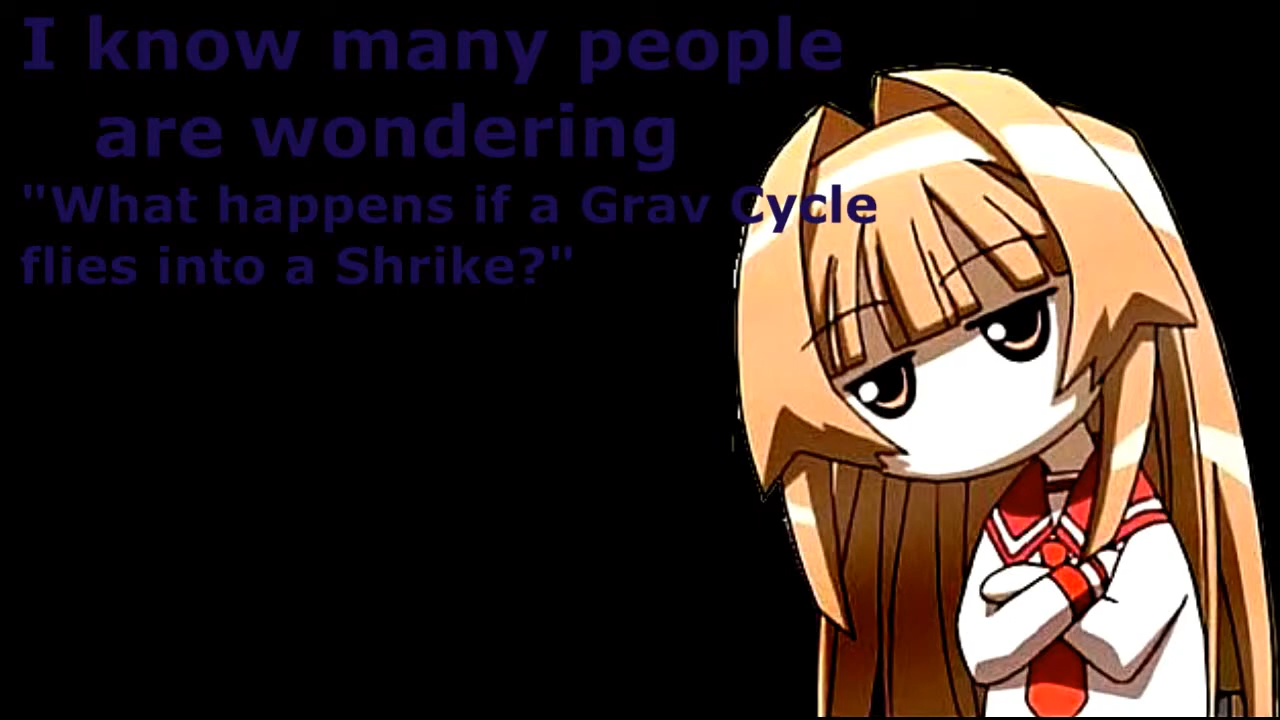 I know many people
are wondering
"What happens if a Grav Cycle
flies into a Shrike?"